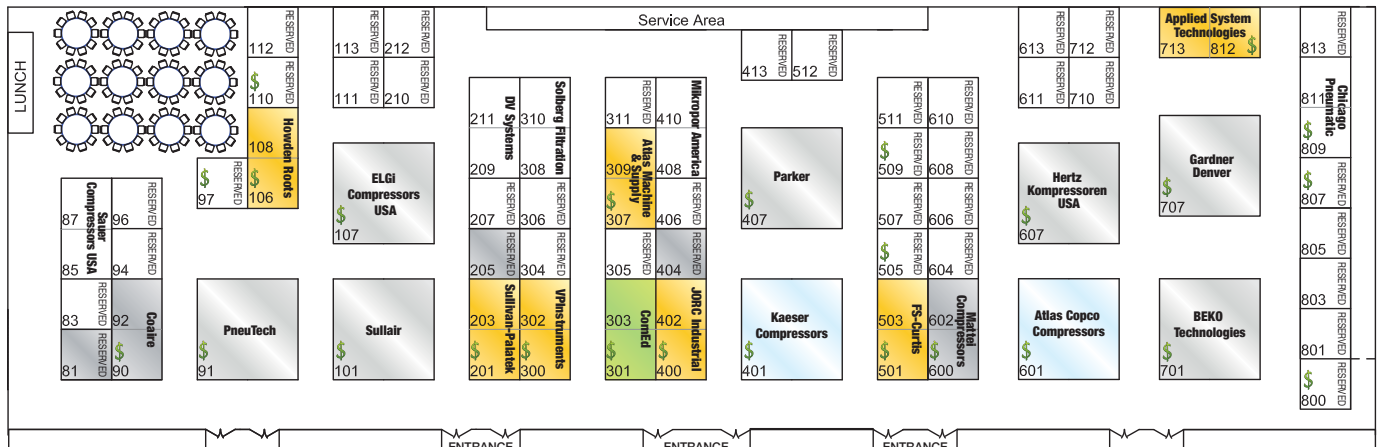 Service Area
LUNCH
RESERVED
112
RESERVED
$
110
Howden Roots
108
$
106
RESERVED
$
97
RESERVED
113
RESERVED
212
RESERVED
111
RESERVED
210
ELGi
Compressors
USA
$
107
Sauer
Compressors USA
87
85
RESERVED
96
RESERVED
94
RESERVED
83
RESERVED
81
Coaire
92
$
90
PneuTech
$
91
Sullair
$
101
DV Systems
211
209
Solberg Filtration
310
308
RESERVED
207
RESERVED
306
RESERVED
205
RESERVED
304
Sullivan-Palatek
203
$
201
VPInstruments
302
$
300
RESERVED
311
Mikropor America
410
408
Atlas Machine
& Supply
309
$
307
RESERVED
406
RESERVED
305
RESERVED
404
ComEd
303
$
301
JORC Industrial
402
$
400
RESERVED
413
RESERVED
512
Parker
$
407
Kaeser
Compressors
$
401
RESERVED
511
RESERVED
610
RESERVED
$
509
RESERVED
608
RESERVED
507
RESERVED
606
RESERVED
$
505
RESERVED
604
FS-Curtis
503
$
501
Mattei
Compressors
602
$
600
RESERVED
613
RESERVED
712
RESERVED
611
RESERVED
710
Hertz
Kompressoren
USA
$
607
Atlas Copco
Compressors
$
601
Applied System
Technologies
713
812
$
Gardner
Denver
$
707
BEKO
Technologies
$
701
RESERVED
813
Chicago
Pneumatic
811
$
809
RESERVED
$
807
RESERVED
805
RESERVED
803
RESERVED
801
RESERVED
$
800
ENTRANCE
ENTRANCE
ENTRANCE